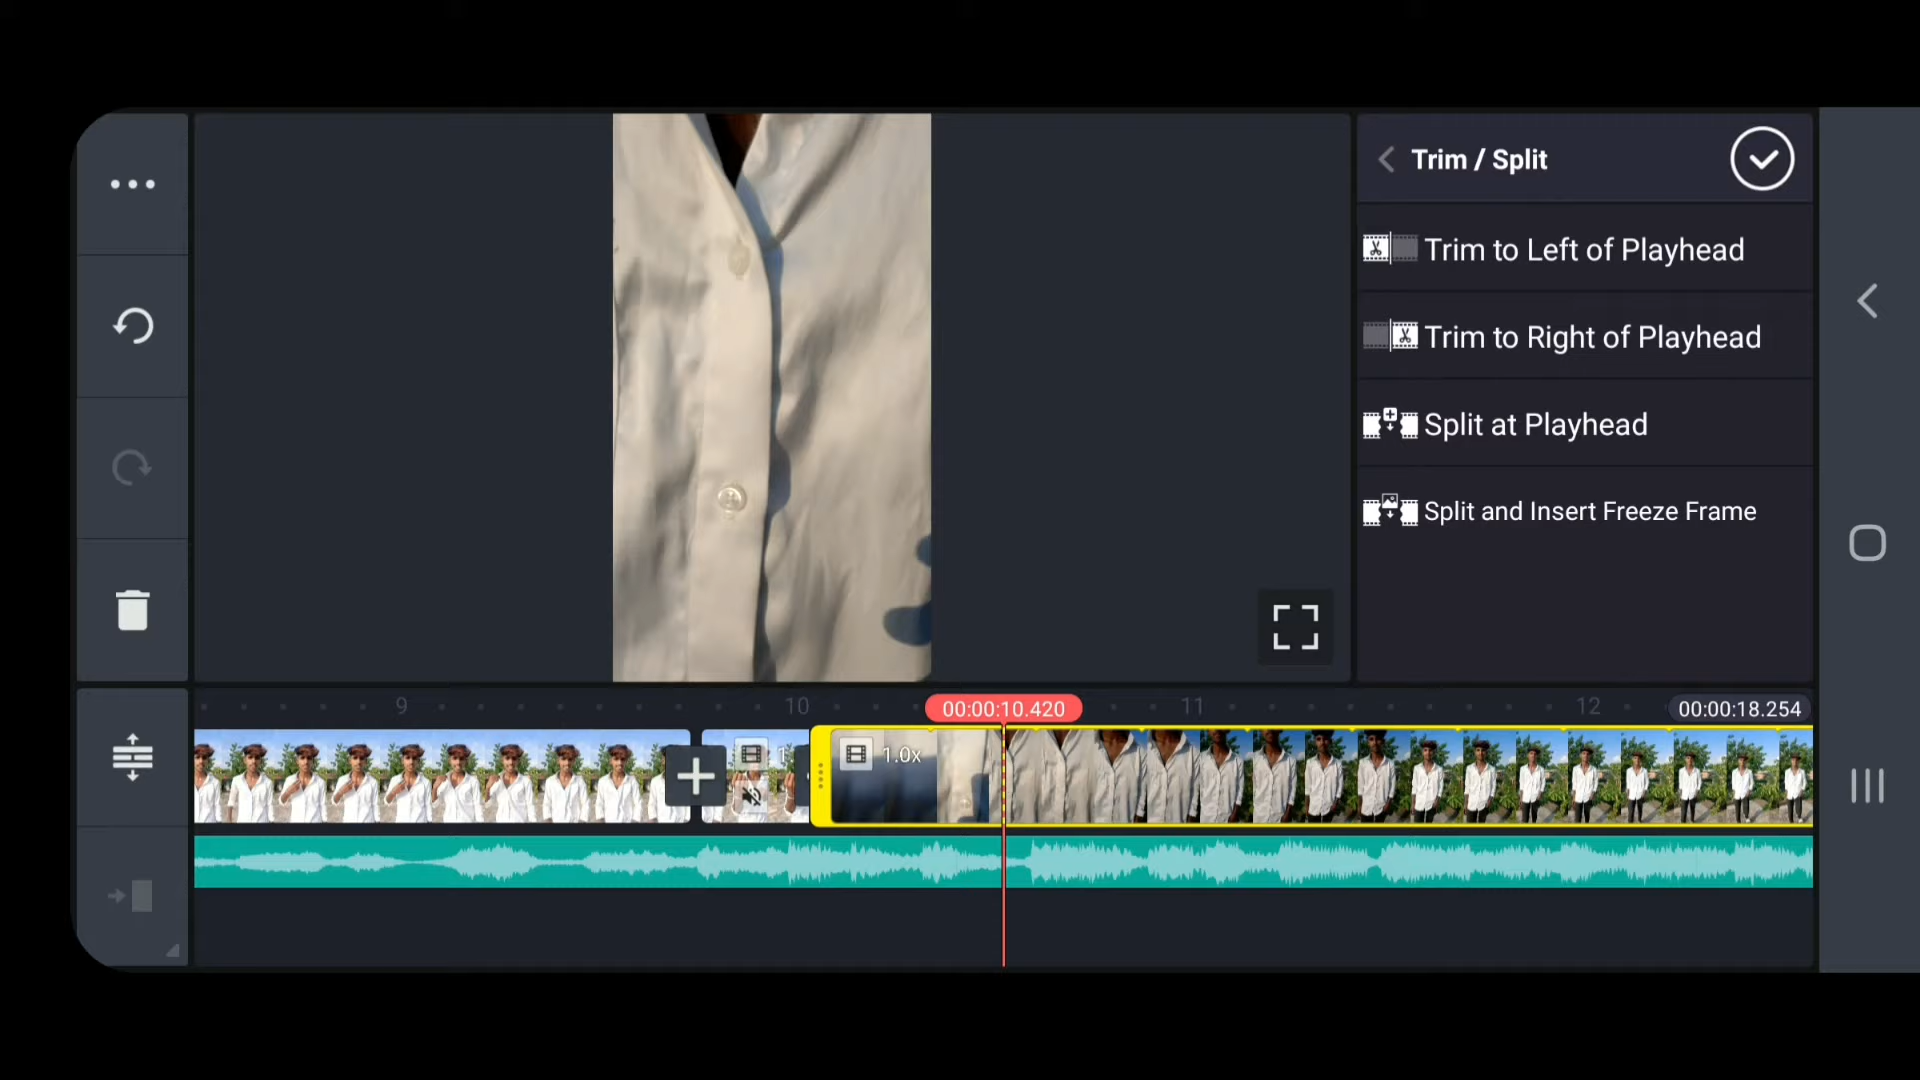 Trim / Split
Trim to Left of Playhead
Trim to Right of Playhead
Split at Playhead
Split and Insert Freeze Frame
9
10
00:00:10.420
11
12
00:00:18.254
1.0x